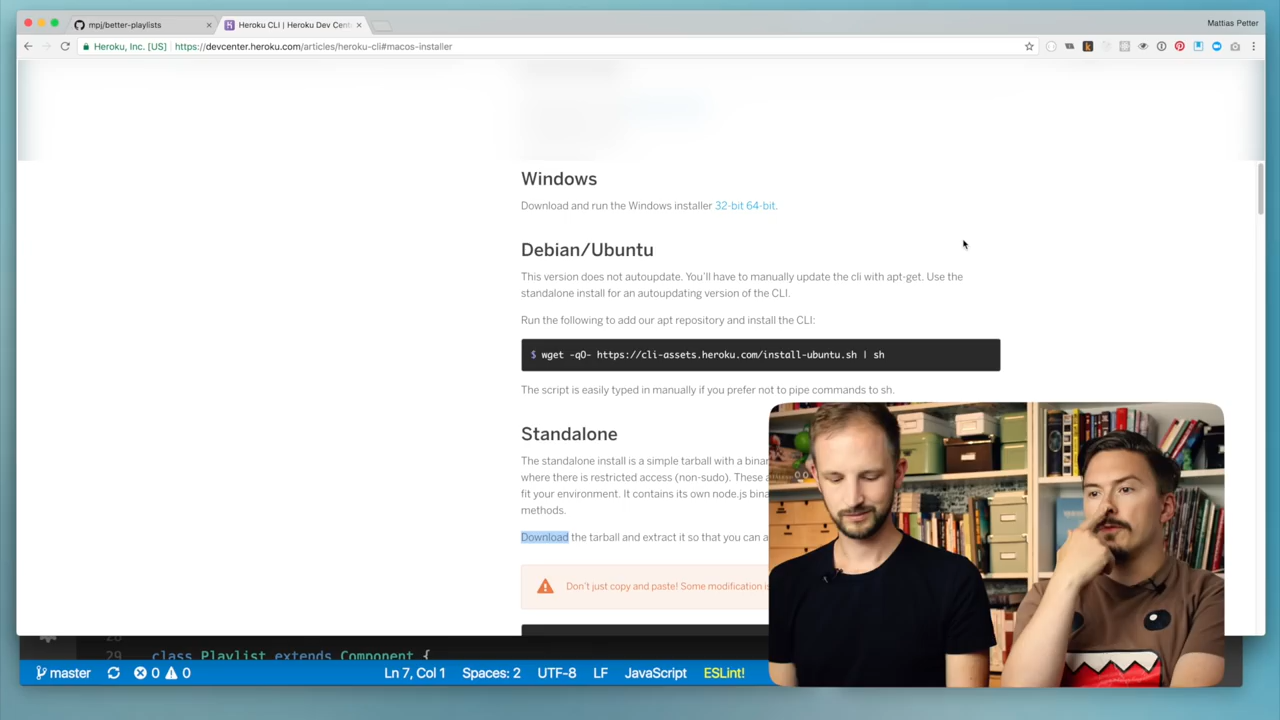 mpj/better-playlists
Heroku CLI | Heroku Dev Cent
Mattias Petter
Heroku, Inc. [US]
https://devcenter.heroku.com/articles/heroku-cli#macos-installer
Windows
Download and run the Windows installer 32-bit 64-bit.
Debian/Ubuntu
This version does not autoupdate. You'll have to manually update the cli with apt-get. Use the
standalone install for an autoupdating version of the CLI.
Run the following to add our apt repository and install the CLI:
$ wget -qO- https://cli-assets.heroku.com/install-ubuntu.sh | sh
The script is easily typed in manually if you prefer not to pipe commands to sh.
Standalone
The standalone install is a simple tarball with a bina
where there is restricted access (non-sudo). These a
fit your environment. It contains its own node.js bina
methods.
Download the tarball and extract it so that you can a
Don't just copy and paste! Some modification is
28
29 class Playlist extends Component {
master
0 0
Ln 7, Col 1
Spaces: 2
UTF-8
LF
JavaScript
ESLint!